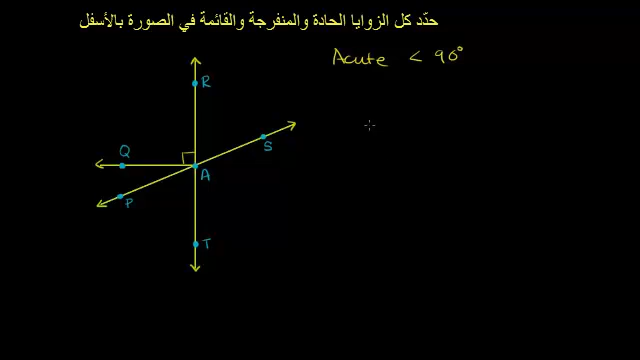 حدّد كل الزوايا الحادة والمنفرجة والقائمة في الصورة بالأسفل
Acute < 90°
R
S
Q
A
P
T